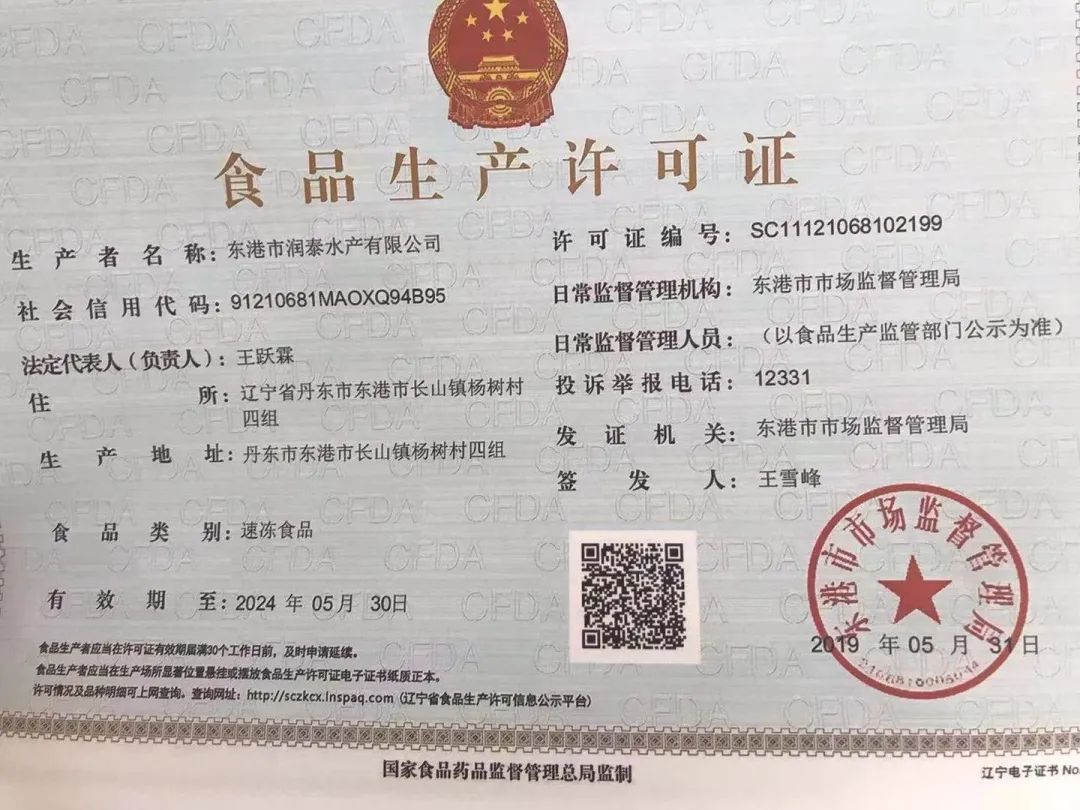 食品生产许可证
生产者名称：东港市润泰水产有限公司
社会信用代码：91210681MAOXQ94B95
法定代表人（负责人）：王跃霖
住所：辽宁省丹东市东港市长山镇杨树村
四组
生产地址：丹东市东港市长山镇杨树村四组
食品类别：速冻食品
有效期至：2024 年 05月 30日
许可证编号：SC11121068102199
日常监督管理机构：东港市市场监督管理局
日常监督管理人员：（以食品生产监管部门公示为准）
投诉举报电话：12331
发证机关：东港市市场监督管理局
签发人：王雪峰
东港市市场监督管理局
2019 年 05 月 31 日
食品生产者应当在许可证有效期届满30个工作日前，及时申请延续。
食品生产者应当在生产场所显著位置悬挂或摆放食品生产许可证电子证书纸质正本。
许可情况及品种明细可上网查询。查询网址：http://sczkcx.lnspaq.com（辽宁省食品生产许可信息公示平台）
国家食品药品监督管理总局监制
辽宁电子证书 No.
CFDA